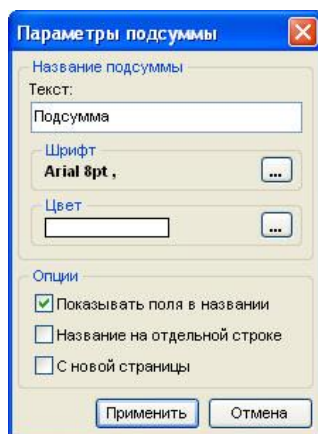 Параметры подсуммы
Название подсуммы
Текст:
Подсумма
Шрифт
Arial 8pt ,
...
Цвет
...
Опции
Показывать поля в названии
Название на отдельной строке
С новой страницы
Применить Отмена